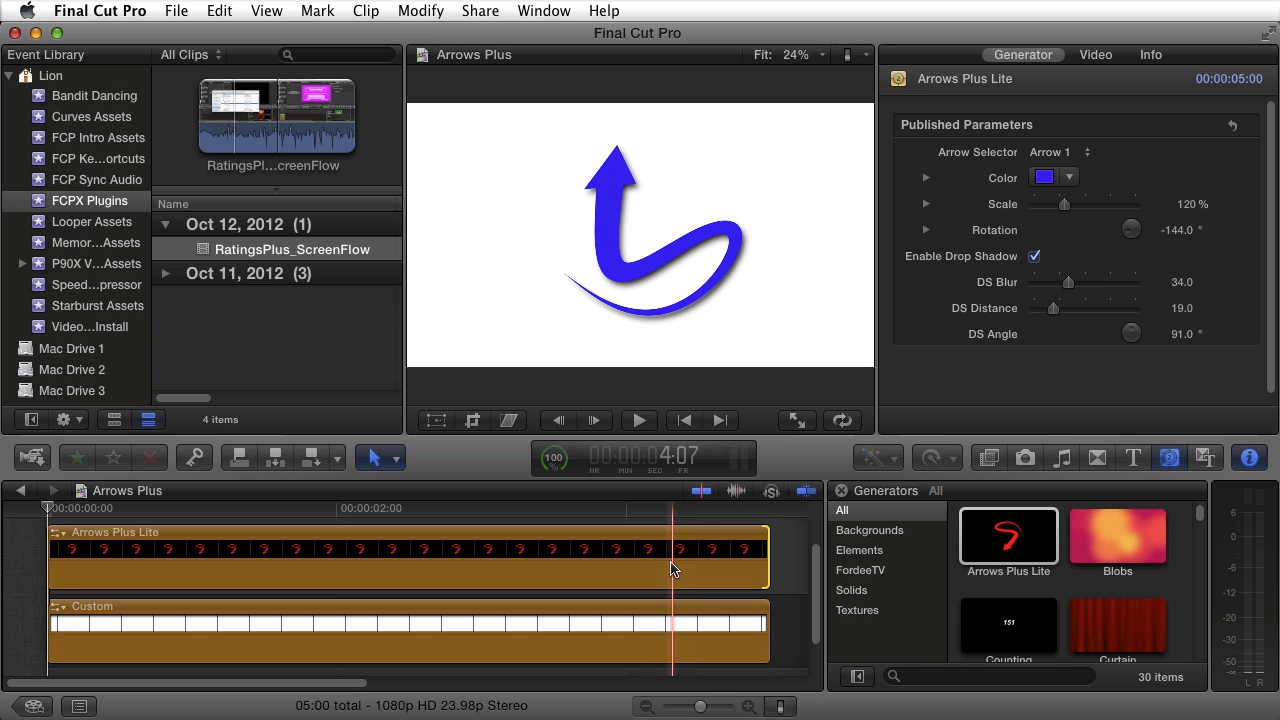 Final Cut Pro File Edit View Mark Clip Modify Share Window Help
Final Cut Pro
Event Library
All Clips
Arrows Plus
Fit: 24%
Generator Video Info
Lion
Bandit Dancing
Curves Assets
FCP Intro Assets
FCP Ke...ortcuts
FCP Sync Audio
FCPX Plugins
Looper Assets
Memor...Assets
P90X V...Assets
Speed...pressor
Starburst Assets
Video...Install
Mac Drive 1
Mac Drive 2
Mac Drive 3
RatingsPl...creenFlow
Name
Oct 12, 2012 (1)
RatingsPlus_ScreenFlow
Oct 11, 2012 (3)
4 items
Arrows Plus Lite 00:00:05:00
Published Parameters
Arrow Selector Arrow 1
Color
Scale 120 %
Rotation -144.0 °
Enable Drop Shadow
DS Blur 34.0
DS Distance 19.0
DS Angle 91.0 °
100 %
00:00:04:07
HR MIN SEC FR
Arrows Plus
00:00:00:00 00:00:02:00
Arrows Plus Lite
Custom
05:00 total - 1080p HD 23.98p Stereo
Generators All
All
Backgrounds
Elements
FordeeTV
Solids
Textures
Arrows Plus Lite
Blobs
151
Counting
Curtain
30 items
6
0
-6
-12
-20
-30
-50
L R